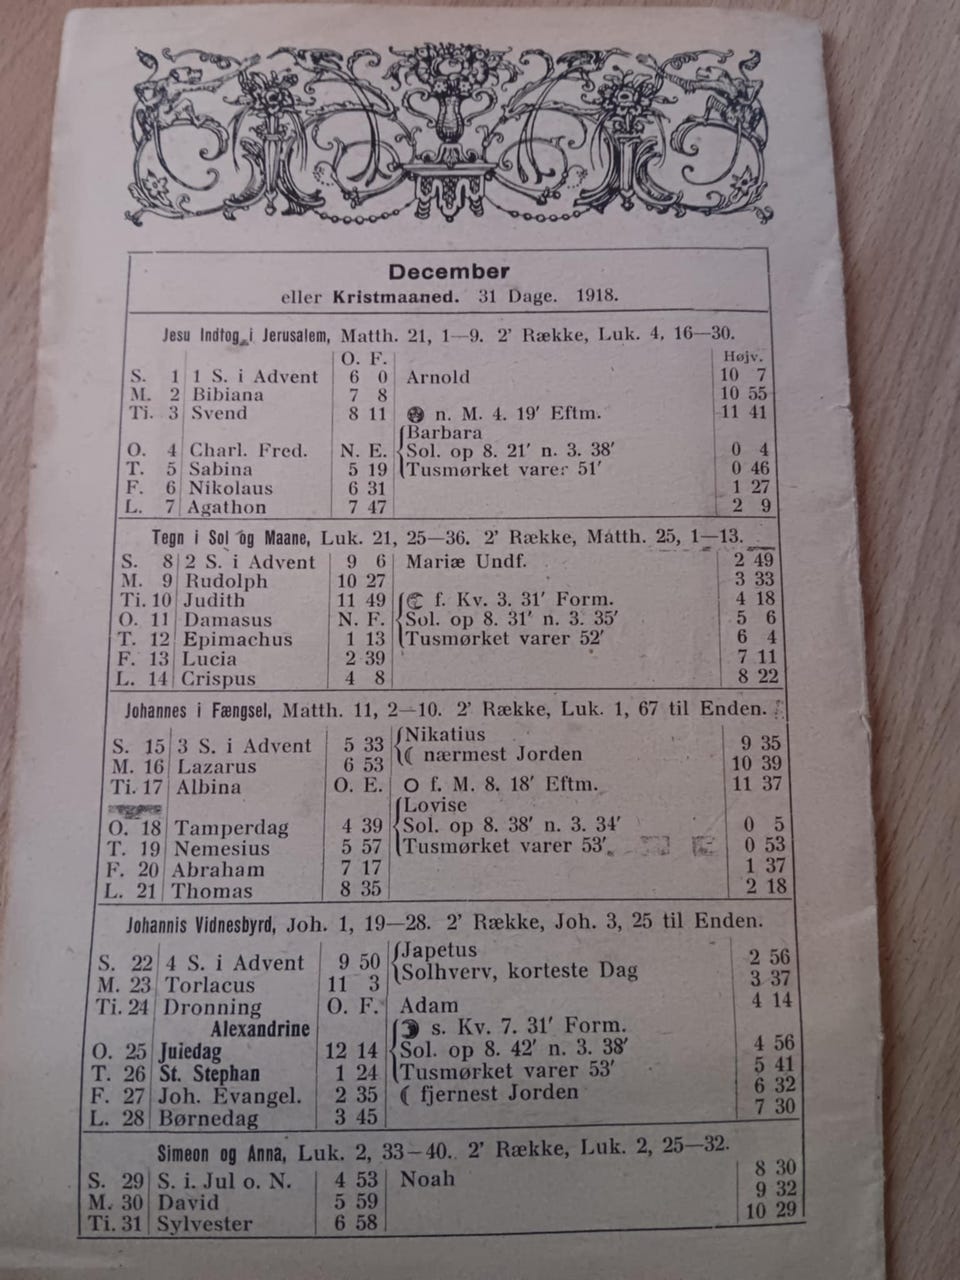 December
eller Kristmaaned. 31 Dage. 1918.
Jesu Indtog i Jerusalem, Matth. 21, 1—9. 2' Række, Luk. 4, 16—30.
O. F. Højv.
S. 1 1 S. i Advent 6 0 Arnold 10 7
M. 2 Bibiana 7 8 10 55
Ti. 3 Svend 8 11 n. M. 4. 19' Eftm. 11 41
Barbara
O. 4 Charl. Fred. N. E. Sol. op 8. 21' n. 3. 38' 0 4
T. 5 Sabina 5 19 Tusmørket varer 51' 0 46
F. 6 Nikolaus 6 31 1 27
L. 7 Agathon 7 47 2 9
Tegn i Sol og Maane, Luk. 21, 25—36. 2' Række, Matth. 25, 1—13.
S. 8 2 S. i Advent 9 6 Mariæ Undf. 2 49
M. 9 Rudolph 10 27 3 33
Ti. 10 Judith 11 49 ☾ f. Kv. 3. 31' Form. 4 18
O. 11 Damasus N. F. Sol. op 8. 31' n. 3. 35' 5 6
T. 12 Epimachus 1 13 Tusmørket varer 52' 6 4
F. 13 Lucia 2 39 7 11
L. 14 Crispus 4 8 8 22
Johannes i Fængsel, Matth. 11, 2—10. 2' Række, Luk. 1, 67 til Enden.
S. 15 3 S. i Advent 5 33 Nikatius 9 35
M. 16 Lazarus 6 53 ☾ nærmest Jorden 10 39
Ti. 17 Albina O. E. ○ f. M. 8. 18' Eftm. 11 37
Lovise
O. 18 Tamperdag 4 39 Sol. op 8. 38' n. 3. 34' 0 5
T. 19 Nemesius 5 57 Tusmørket varer 53' 0 53
F. 20 Abraham 7 17 1 37
L. 21 Thomas 8 35 2 18
Johannis Vidnesbyrd, Joh. 1, 19—28. 2' Række, Joh. 3, 25 til Enden.
S. 22 4 S. i Advent 9 50 Japetus 2 56
M. 23 Torlacus 11 3 Solhverv, korteste Dag 3 37
Ti. 24 Dronning O. F. Adam 4 14
Alexandrine s. Kv. 7. 31' Form.
O. 25 Juledag 12 14 Sol. op 8. 42' n. 3. 38' 4 56
T. 26 St. Stephan 1 24 Tusmørket varer 53' 5 41
F. 27 Joh. Evangel. 2 35 ☾ fjernest Jorden 6 32
L. 28 Børnedag 3 45 7 30
Simeon og Anna, Luk. 2, 33—40. 2' Række, Luk. 2, 25—32.
S. 29 S. i. Jul o. N. 4 53 Noah 8 30
M. 30 David 5 59 9 32
Ti. 31 Sylvester 6 58 10 29